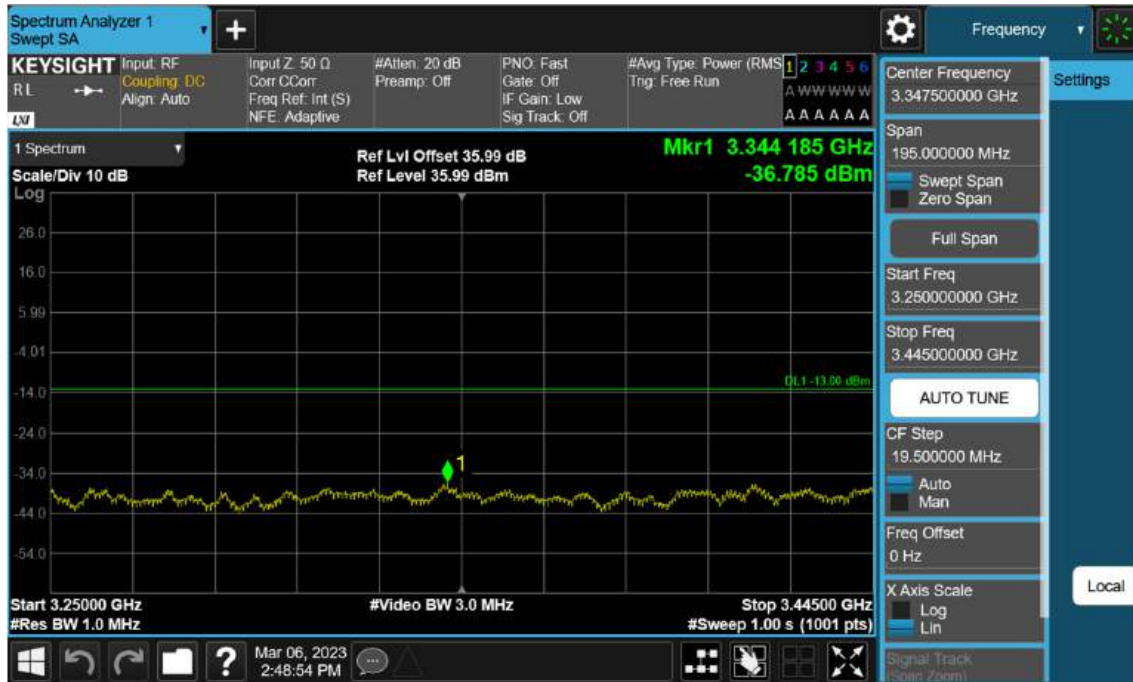 Spectrum Analyzer 1
Swept SA
Frequency
KEYSIGHT
RL
LXI
Input: RF
Coupling: DC
Align: Auto
Input Z: 50 Ω
Corr CCorr
Freq Ref: Int (S)
NFE: Adaptive
#Atten: 20 dB
Preamp: Off
PNO: Fast
Gate: Off
IF Gain: Low
Sig Track: Off
#Avg Type: Power (RMS
Trig: Free Run
1 2 3 4 5 6
A W W W W W
A A A A A A
1 Spectrum
Scale/Div 10 dB
Ref Lvl Offset 35.99 dB
Ref Level 35.99 dBm
Mkr1 3.344 185 GHz
-36.785 dBm
Log
26.0
16.0
5.99
-4.01
DL1 -13.00 dBm
-14.0
-24.0
-34.0
1
-44.0
-54.0
Start 3.25000 GHz
#Video BW 3.0 MHz
Stop 3.44500 GHz
#Res BW 1.0 MHz
#Sweep 1.00 s (1001 pts)
Mar 06, 2023
2:48:54 PM
Center Frequency
3.347500000 GHz
Span
195.000000 MHz
Swept Span
Zero Span
Full Span
Start Freq
3.250000000 GHz
Stop Freq
3.445000000 GHz
AUTO TUNE
CF Step
19.500000 MHz
Auto
Man
Freq Offset
0 Hz
X Axis Scale
Log
Lin
Signal Track
(Span Zoom)
Settings
Local